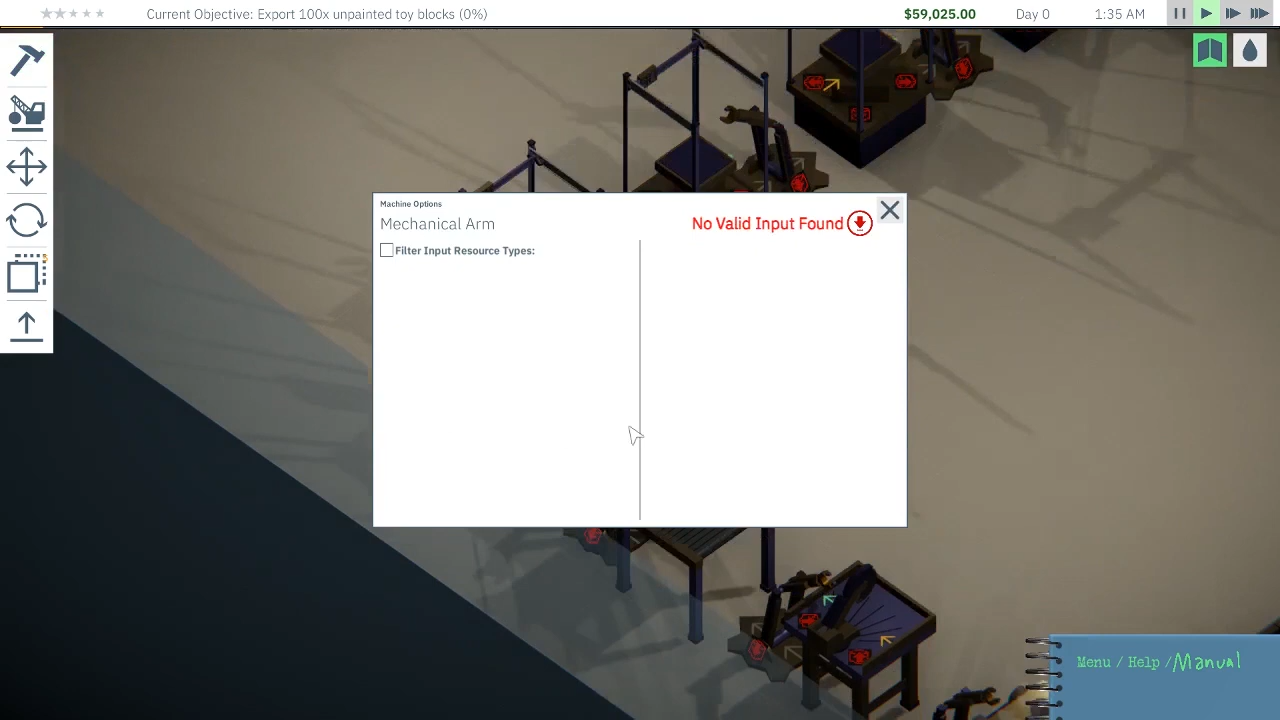 Current Objective: Export 100x unpainted toy blocks (0%)
$59,025.00
Day 0
1:35 AM
Machine Options
Mechanical Arm
No Valid Input Found
Filter Input Resource Types:
Menu / Help / Manual